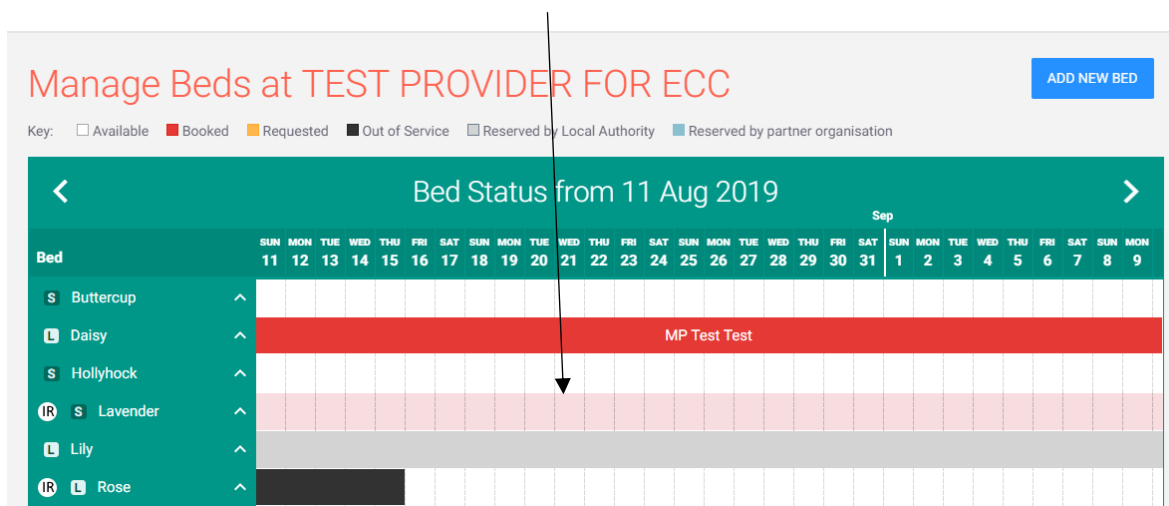 Manage Beds at TEST PROVIDER FOR ECC
ADD NEW BED
Key: Available Booked Requested Out of Service Reserved by Local Authority Reserved by partner organisation
Bed Status from 11 Aug 2019
Sep
Bed
SUN MON TUE WED THU FRI SAT SUN MON TUE WED THU FRI SAT SUN MON TUE WED THU FRI SAT SUN MON TUE WED THU FRI SAT SUN MON
11 12 13 14 15 16 17 18 19 20 21 22 23 24 25 26 27 28 29 30 31 1 2 3 4 5 6 7 8 9
S Buttercup
L Daisy MP Test Test
S Hollyhock
IR S Lavender
L Lily
IR L Rose